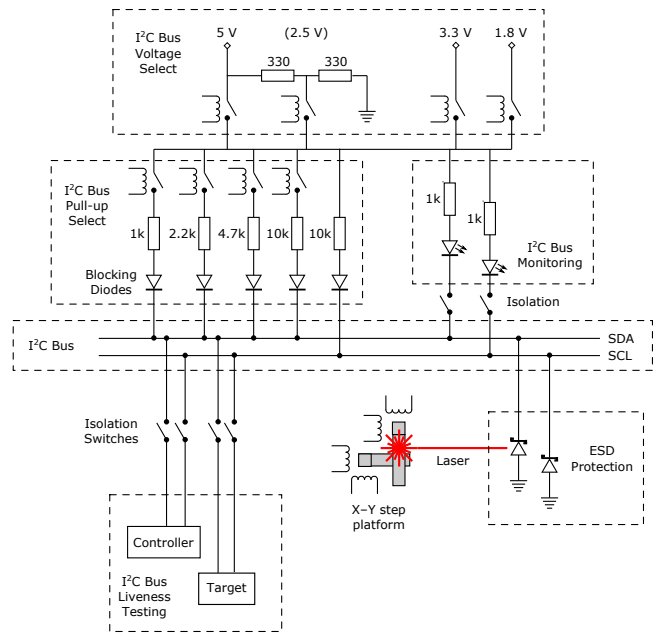 I²C Bus
Voltage
Select
5 V
(2.5 V)
3.3 V
1.8 V
330
330
I²C Bus
Pull-up
Select
1k
2.2k
4.7k
10k
10k
Blocking
Diodes
1k
1k
I²C Bus
Monitoring
Isolation
I²C Bus
SDA
SCL
Isolation
Switches
Laser
X–Y step
platform
ESD
Protection
Controller
Target
I²C Bus
Liveness
Testing